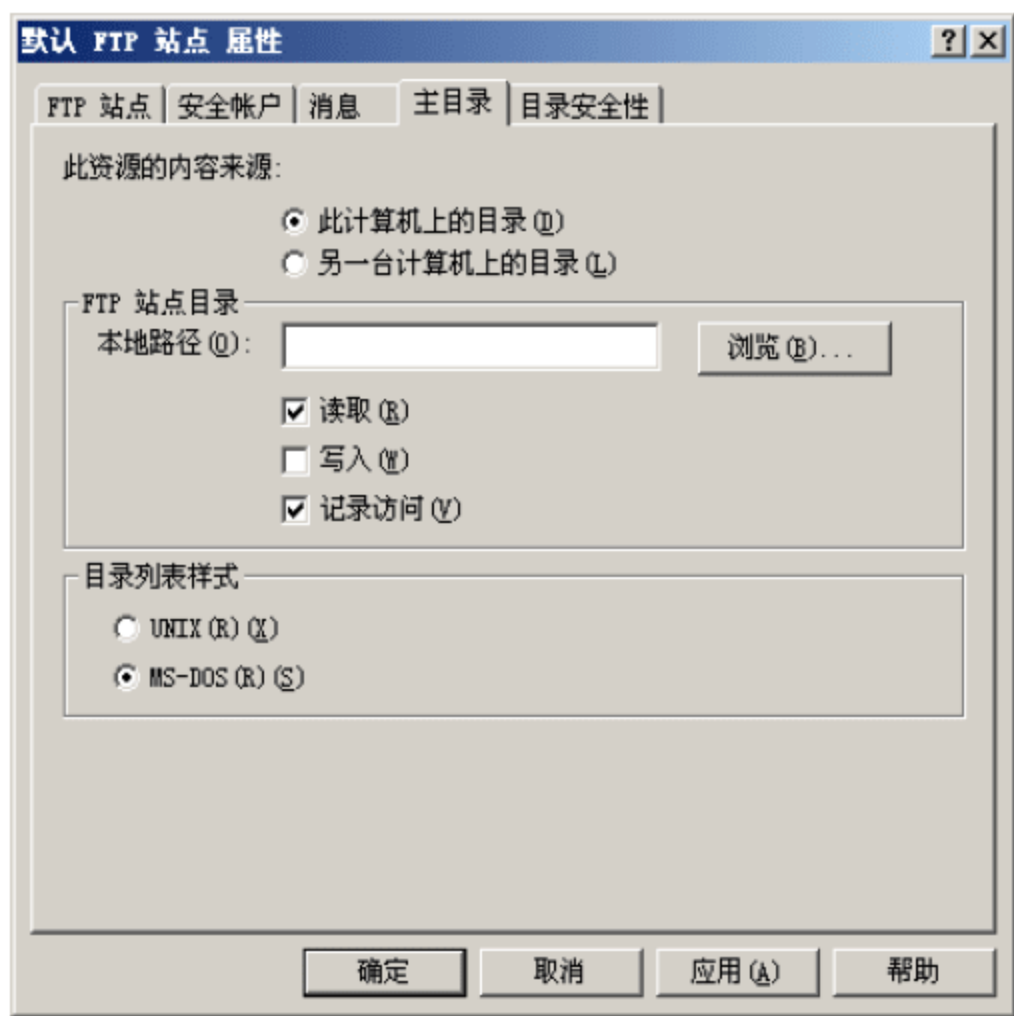 默认 FTP 站点 属性
FTP 站点 安全帐户 消息 主目录 目录安全性
此资源的内容来源:
此计算机上的目录(D)
另一台计算机上的目录(L)
FTP 站点目录
本地路径(O): 浏览(B)...
读取(R)
写入(W)
记录访问(V)
目录列表样式
UNIX(R)(X)
MS-DOS(R)(S)
确定 取消 应用(A) 帮助